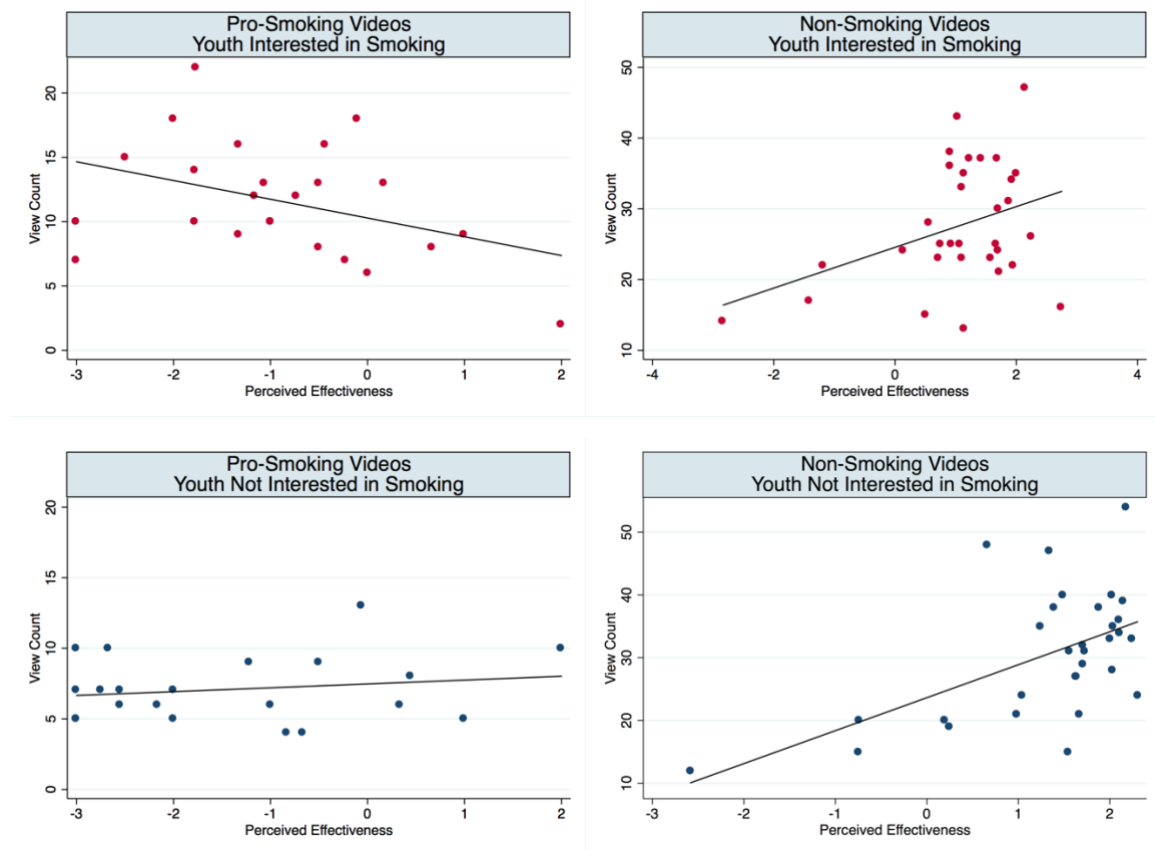 Pro-Smoking Videos
Youth Interested in Smoking
View Count
20
15
10
5
0
-3
-2
-1
0
1
2
Perceived Effectiveness
Non-Smoking Videos
Youth Interested in Smoking
View Count
50
40
30
20
10
-4
-2
0
2
4
Perceived Effectiveness
Pro-Smoking Videos
Youth Not Interested in Smoking
View Count
20
15
10
5
0
-3
-2
-1
0
1
2
Perceived Effectiveness
Non-Smoking Videos
Youth Not Interested in Smoking
View Count
50
40
30
20
10
-3
-2
-1
0
1
2
Perceived Effectiveness